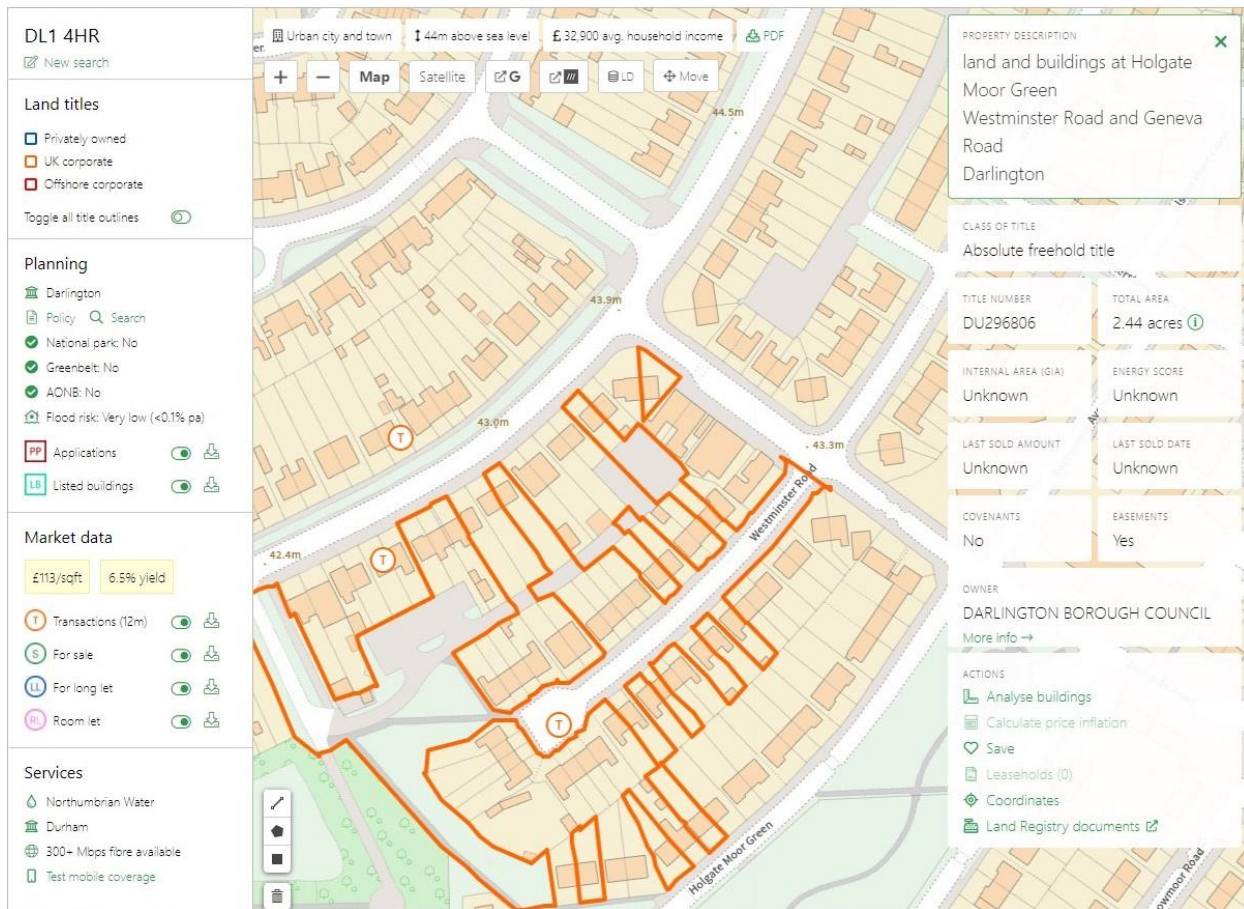 DL1 4HR
New search
Land titles
Privately owned
UK corporate
Offshore corporate
Toggle all title outlines
Planning
Darlington
Policy Search
National park: No
Greenbelt: No
AONB: No
Flood risk: Very low (<0.1% pa)
PP Applications
LB Listed buildings
Market data
£113/sqft 6.5% yield
T Transactions (12m)
S For sale
LL For long let
RL Room let
Services
Northumbrian Water
Durham
300+ Mbps fibre available
Test mobile coverage
Urban city and town 44m above sea level £ 32,900 avg. household income PDF
+ − Map Satellite G /// LD Move
44.5m
43.9m
43.0m
43.3m
42.4m
T
T
T
Westminster Road
Holgate Moor Green
PROPERTY DESCRIPTION
land and buildings at Holgate
Moor Green
Westminster Road and Geneva
Road
Darlington
CLASS OF TITLE
Absolute freehold title
TITLE NUMBER TOTAL AREA
DU296806 2.44 acres
INTERNAL AREA (GIA) ENERGY SCORE
Unknown Unknown
LAST SOLD AMOUNT LAST SOLD DATE
Unknown Unknown
COVENANTS EASEMENTS
No Yes
OWNER
DARLINGTON BOROUGH COUNCIL
More info →
ACTIONS
Analyse buildings
Calculate price inflation
Save
Leaseholds (0)
Coordinates
Land Registry documents